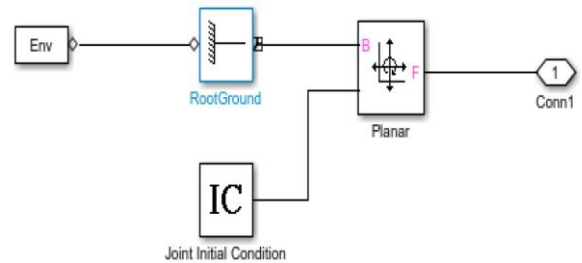 Env
RootGround
B
F
Planar
1
Conn1
IC
Joint Initial Condition